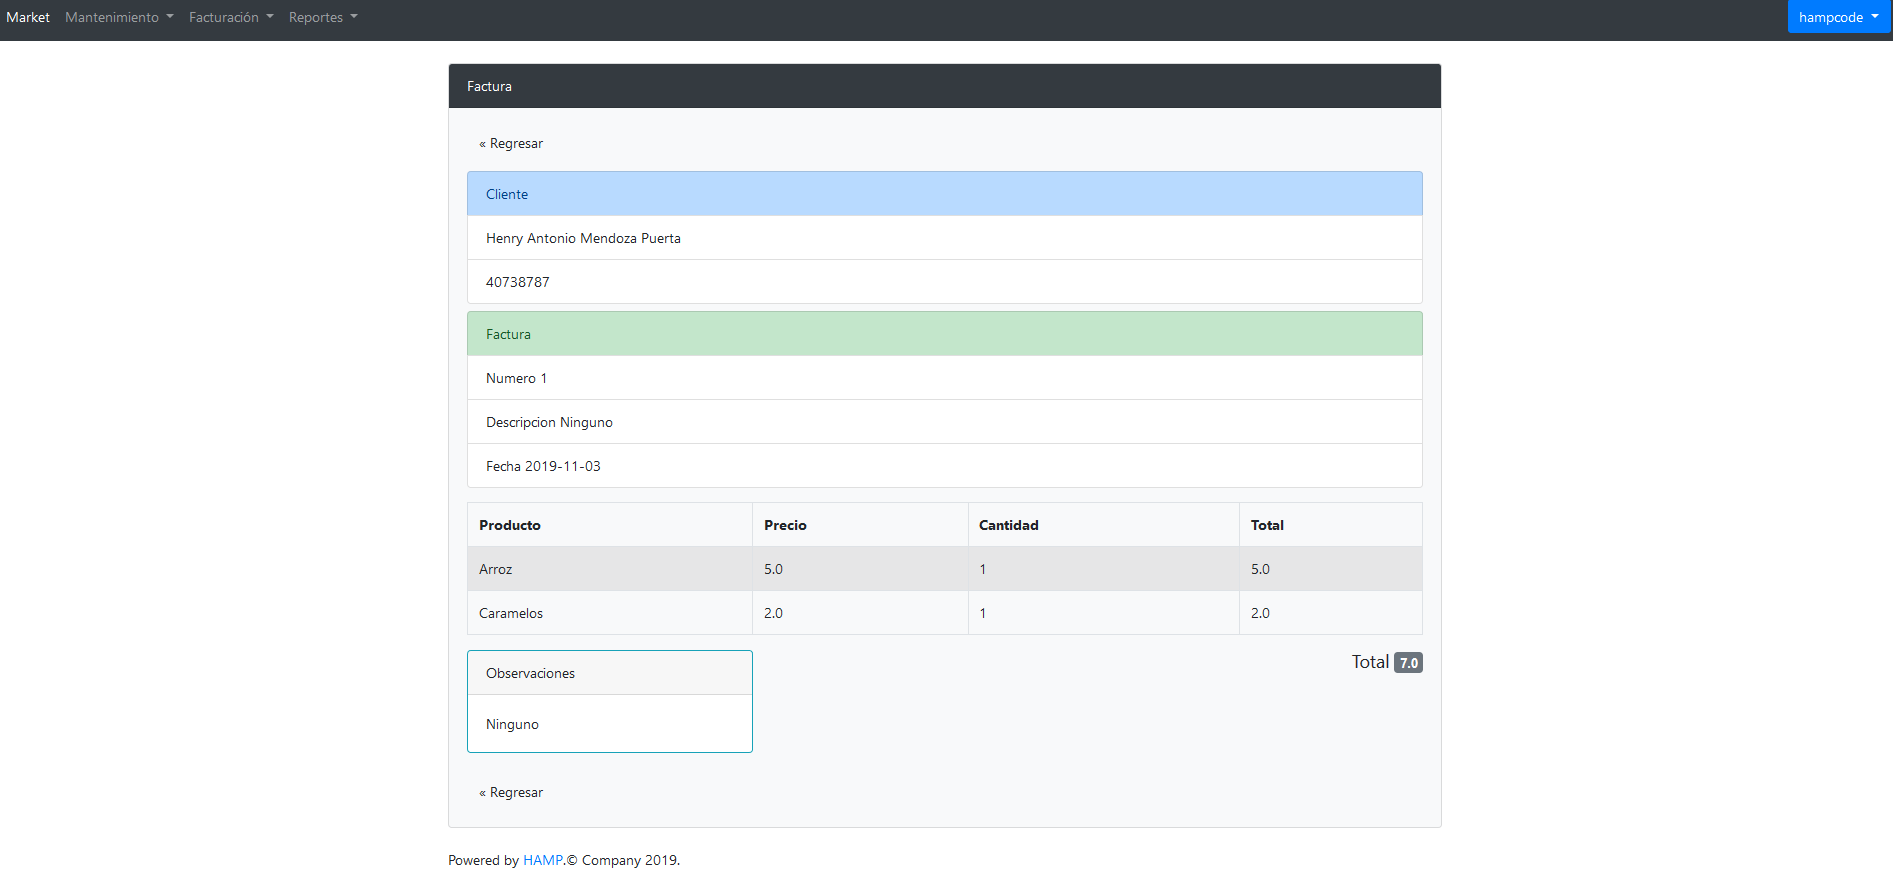 Market Mantenimiento Facturación Reportes hampcode
Factura
« Regresar
Cliente
Henry Antonio Mendoza Puerta
40738787
Factura
Numero 1
Descripcion Ninguno
Fecha 2019-11-03
Producto Precio Cantidad Total
Arroz 5.0 1 5.0
Caramelos 2.0 1 2.0
Total 7.0
Observaciones
Ninguno
« Regresar
Powered by HAMP.© Company 2019.